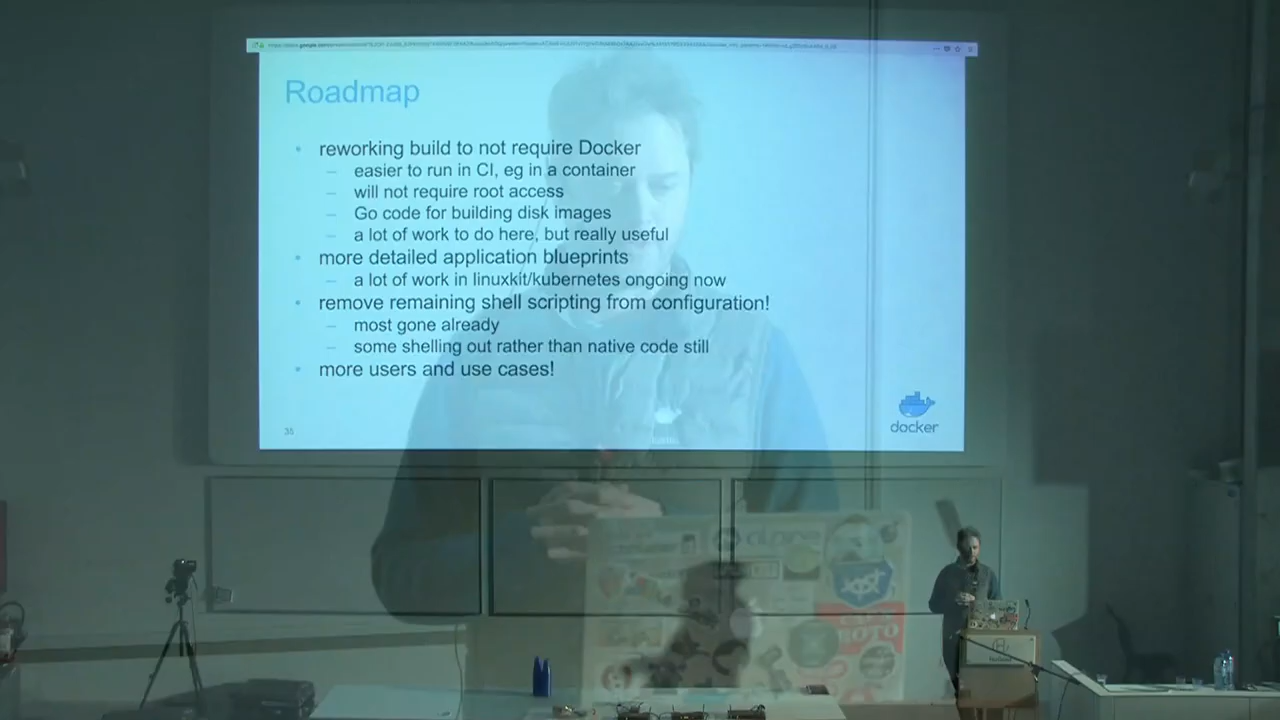 Roadmap
reworking build to not require Docker
easier to run in CI, eg in a container
will not require root access
Go code for building disk images
a lot of work to do here, but really useful
more detailed application blueprints
a lot of work in linuxkit/kubernetes ongoing now
remove remaining shell scripting from configuration!
most gone already
some shelling out rather than native code still
more users and use cases!
35
docker